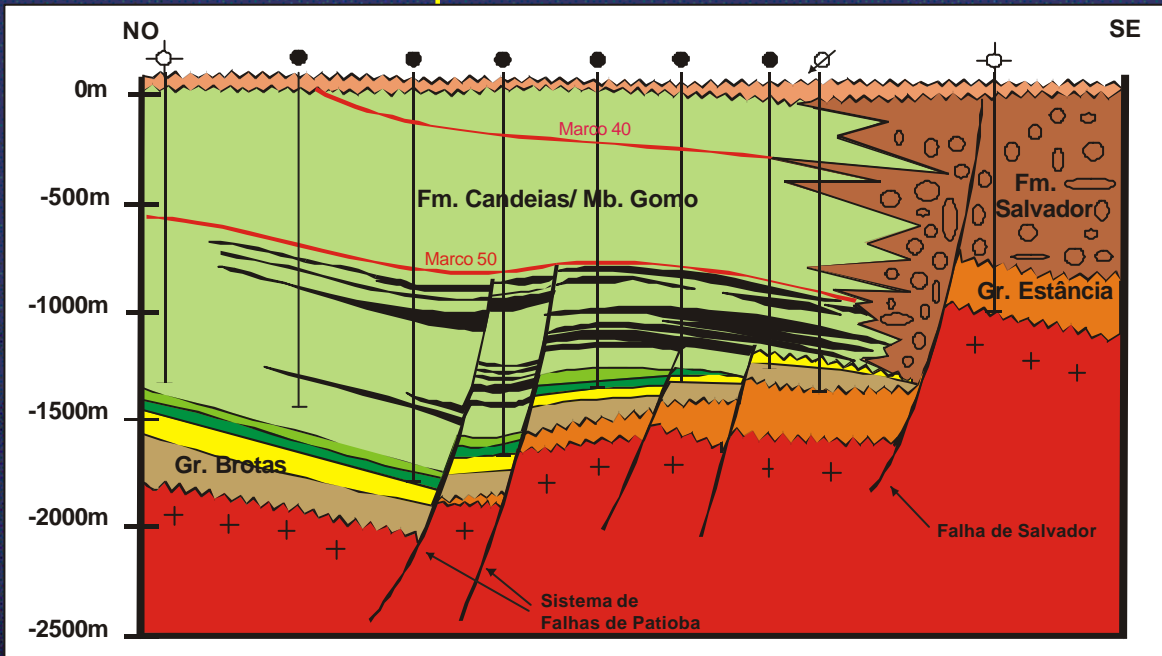 NO
SE
0m
-500m
-1000m
-1500m
-2000m
-2500m
Marco 40
Fm. Candeias/ Mb. Gomo
Marco 50
Fm.
Salvador
Gr. Estância
Gr. Brotas
Falha de Salvador
Sistema de
Falhas de Patioba